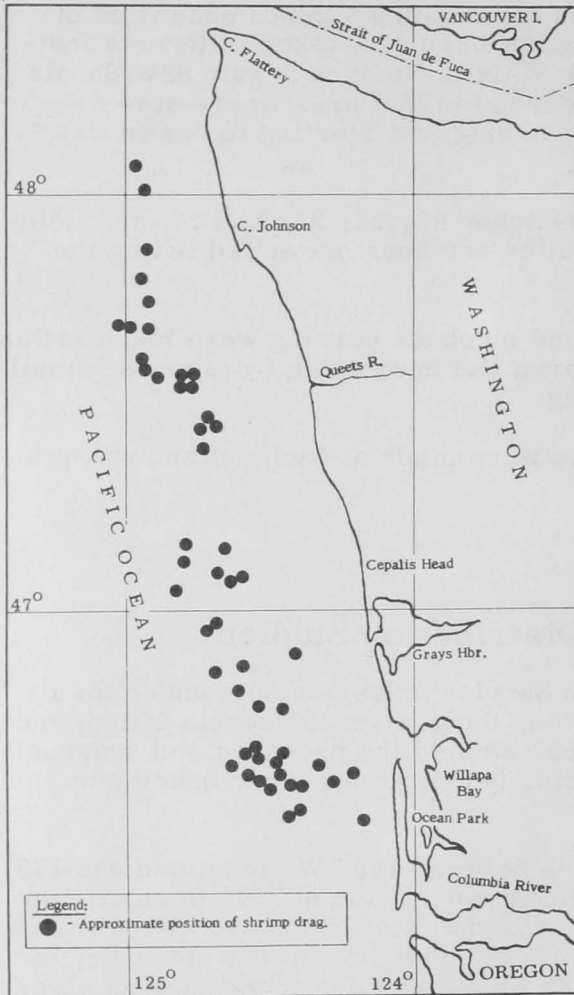 VANCOUVER I.
Strait of Juan de Fuca
C. Flattery
48°
C. Johnson
WASHINGTON
Queets R.
PACIFIC OCEAN
Cepalis Head
47°
Grays Hbr.
Willapa
Bay
Ocean Park
Columbia River
Legend:
- Approximate position of shrimp drag.
125°
124°
OREGON